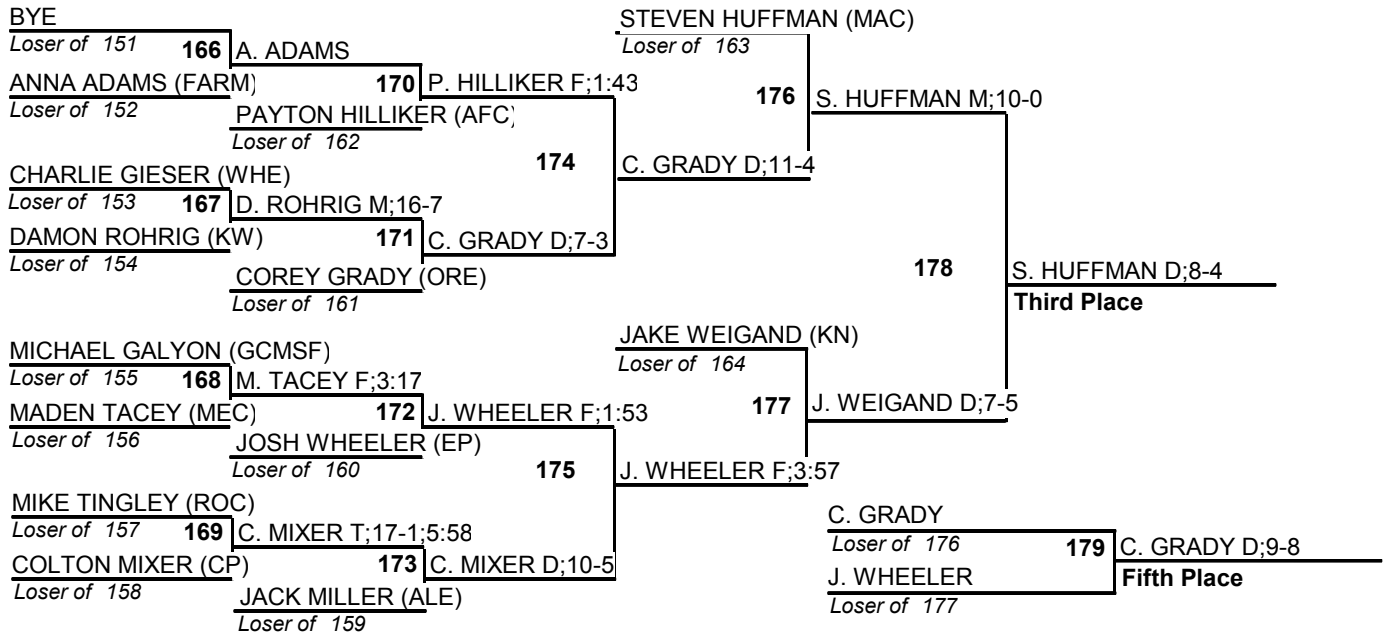 BYE
Loser of 151
166
A. ADAMS
ANNA ADAMS (FARM)
Loser of 152
170
P. HILLIKER F;1:43
PAYTON HILLIKER (AFC)
Loser of 162
174
CHARLIE GIESER (WHE)
Loser of 153
167
D. ROHRIG M;16-7
DAMON ROHRIG (KW)
Loser of 154
171
C. GRADY D;7-3
COREY GRADY (ORE)
Loser of 161
STEVEN HUFFMAN (MAC)
Loser of 163
176
S. HUFFMAN M;10-0
C. GRADY D;11-4
178
S. HUFFMAN D;8-4
Third Place
MICHAEL GALYON (GCMSF)
Loser of 155
168
M. TACEY F;3:17
MADEN TACEY (MEC)
Loser of 156
172
J. WHEELER F;1:53
JOSH WHEELER (EP)
Loser of 160
175
MIKE TINGLEY (ROC)
Loser of 157
169
C. MIXER T;17-1;5:58
COLTON MIXER (CP)
Loser of 158
173
C. MIXER D;10-5
JACK MILLER (ALE)
Loser of 159
JAKE WEIGAND (KN)
Loser of 164
177
J. WEIGAND D;7-5
J. WHEELER F;3:57
C. GRADY
Loser of 176
179
C. GRADY D;9-8
J. WHEELER
Fifth Place
Loser of 177